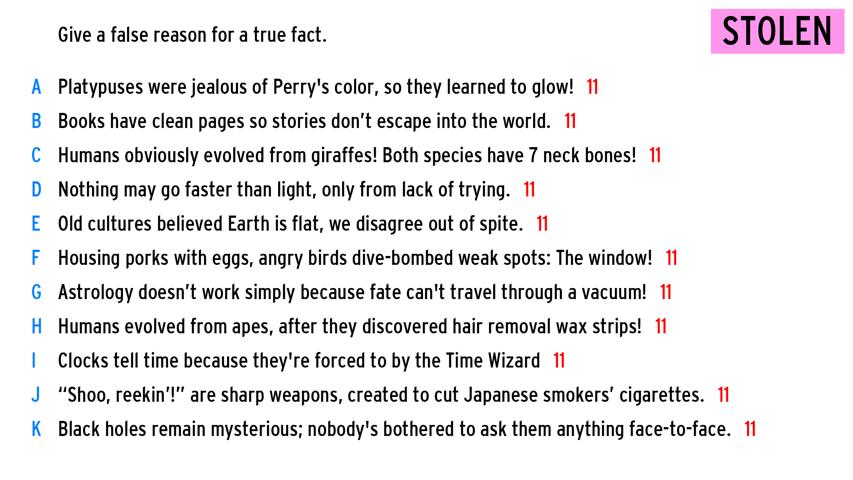 Give a false reason for a true fact.
STOLEN
A Platypuses were jealous of Perry's color, so they learned to glow! 11
B Books have clean pages so stories don’t escape into the world. 11
C Humans obviously evolved from giraffes! Both species have 7 neck bones! 11
D Nothing may go faster than light, only from lack of trying. 11
E Old cultures believed Earth is flat, we disagree out of spite. 11
F Housing porks with eggs, angry birds dive-bombed weak spots: The window! 11
G Astrology doesn’t work simply because fate can't travel through a vacuum! 11
H Humans evolved from apes, after they discovered hair removal wax strips! 11
I Clocks tell time because they're forced to by the Time Wizard 11
J “Shoo, reekin’!” are sharp weapons, created to cut Japanese smokers’ cigarettes. 11
K Black holes remain mysterious; nobody's bothered to ask them anything face-to-face. 11